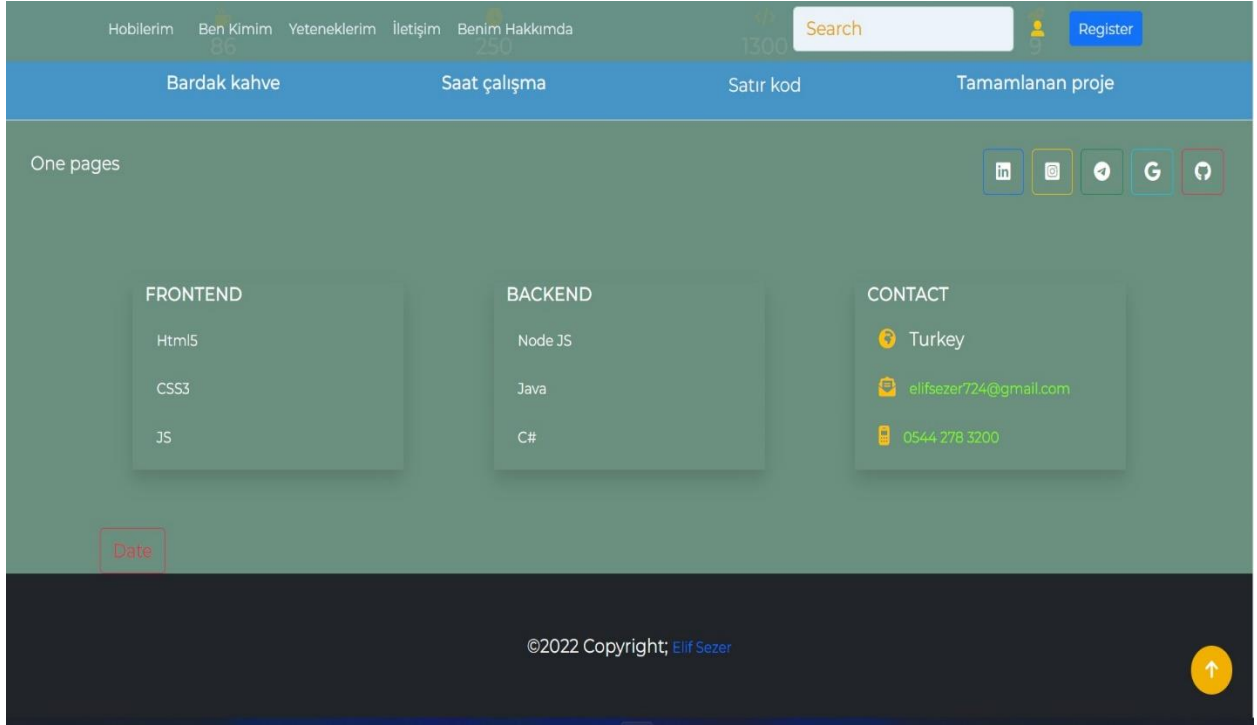 Hobilerim Ben Kimim Yeteneklerim İletişim Benim Hakkımda Search Register
86 250 </> 1300 9
Bardak kahve Saat çalışma Satır kod Tamamlanan proje
One pages
in G
FRONTEND
Html5
CSS3
JS
BACKEND
Node JS
Java
C#
CONTACT
Turkey
elifsezer724@gmail.com
0544 278 3200
Date
©2022 Copyright; Elif Sezer